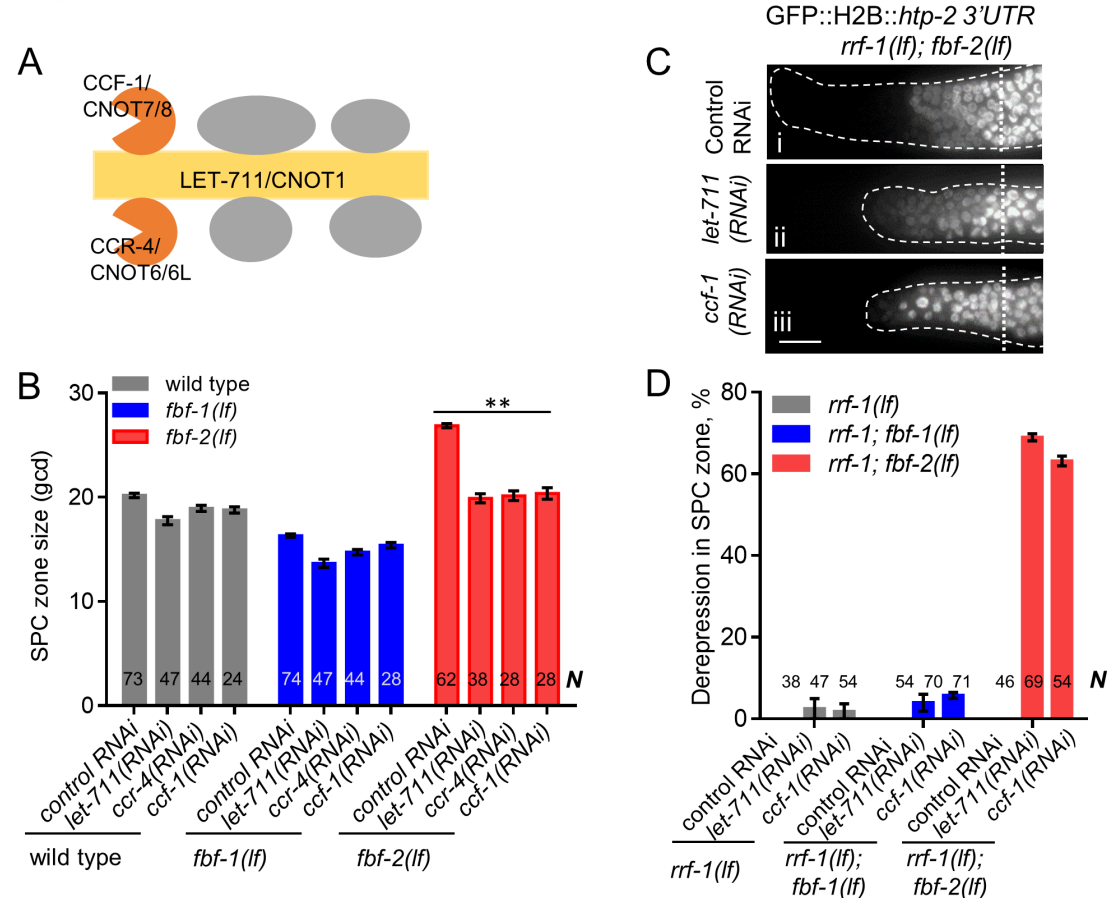 A
CCF-1/
CNOT7/8
LET-711/CNOT1
CCR-4/
CNOT6/6L
B
SPC zone size (gcd)
30
20
10
0
wild type
fbf-1(lf)
fbf-2(lf)
**
73 47 44 24 74 47 44 28 62 38 28 28 N
control RNAi
let-711(RNAi)
ccr-4(RNAi)
ccf-1(RNAi)
control RNAi
let-711(RNAi)
ccr-4(RNAi)
ccf-1(RNAi)
control RNAi
let-711(RNAi)
ccr-4(RNAi)
ccf-1(RNAi)
wild type
fbf-1(lf)
fbf-2(lf)
GFP::H2B::htp-2 3'UTR
rrf-1(lf); fbf-2(lf)
C
Control
RNAi
i
let-711
(RNAi)
ii
ccf-1
(RNAi)
iii
D
Derepression in SPC zone, %
80
60
40
20
0
rrf-1(lf)
rrf-1; fbf-1(lf)
rrf-1; fbf-2(lf)
38 47 54 54 70 71 46 69 54 N
control RNAi
let-711(RNAi)
ccf-1(RNAi)
control RNAi
let-711(RNAi)
ccf-1(RNAi)
control RNAi
let-711(RNAi)
ccf-1(RNAi)
rrf-1(lf)
rrf-1(lf);
fbf-1(lf)
rrf-1(lf);
fbf-2(lf)